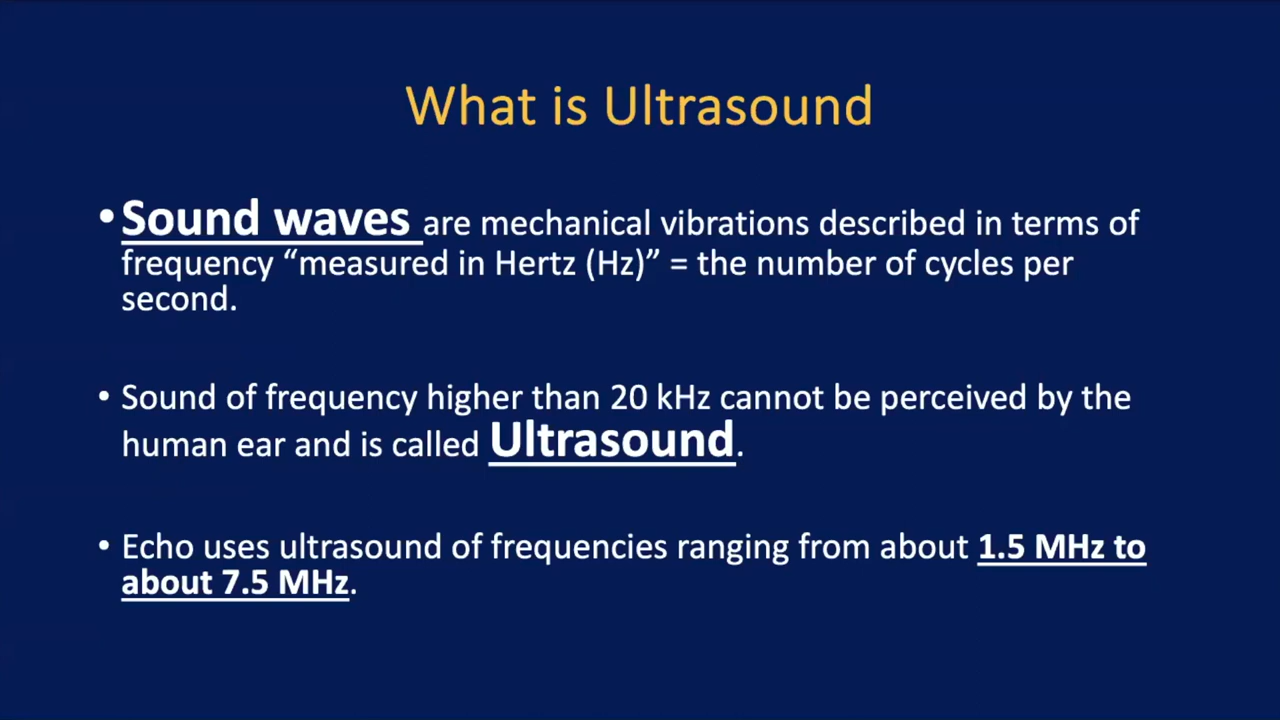 What is Ultrasound
•Sound waves are mechanical vibrations described in terms of
frequency “measured in Hertz (Hz)” = the number of cycles per
second.
• Sound of frequency higher than 20 kHz cannot be perceived by the
human ear and is called Ultrasound.
• Echo uses ultrasound of frequencies ranging from about 1.5 MHz to
about 7.5 MHz.